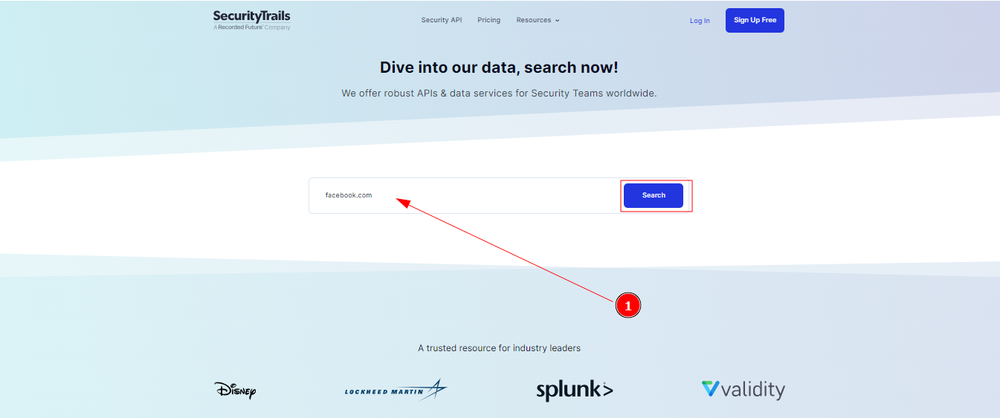 SecurityTrails
A Recorded Future® Company
Security API Pricing Resources
Log In Sign Up Free
Dive into our data, search now!
We offer robust APIs & data services for Security Teams worldwide.
facebook.com Search
1
A trusted resource for industry leaders
DISNEY LOCKHEED MARTIN splunk> validity